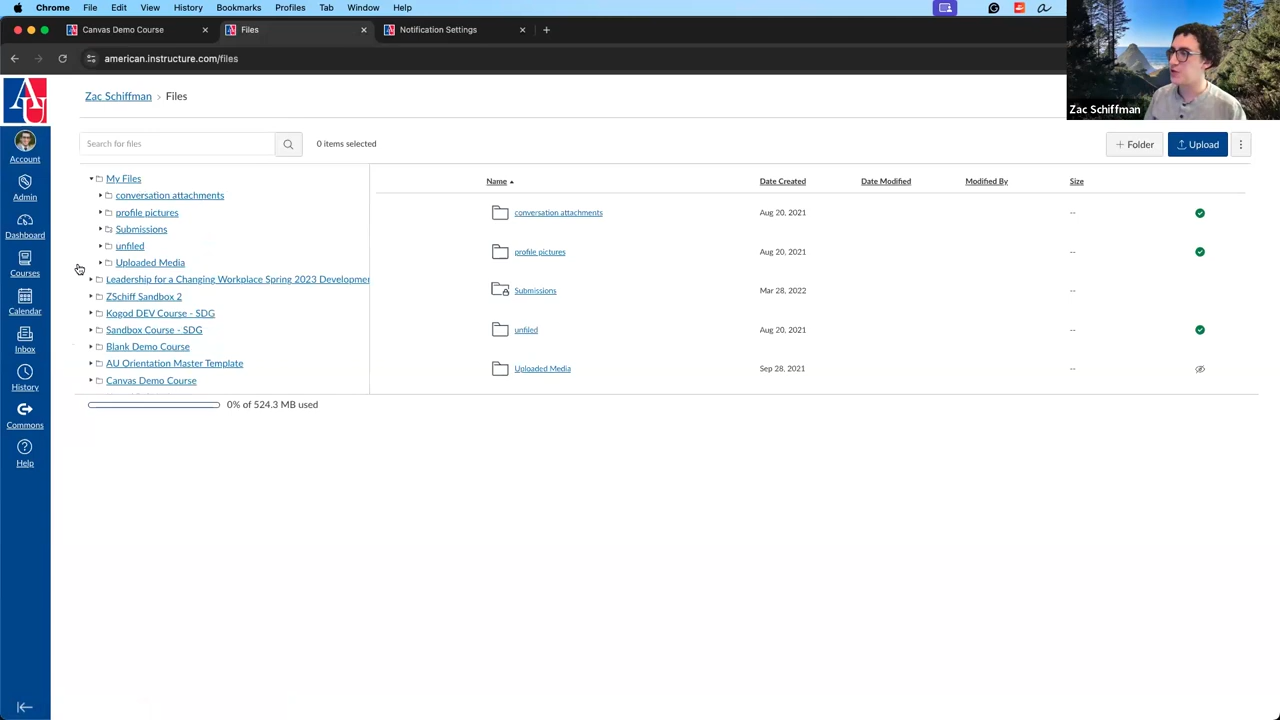 Chrome File Edit View History Bookmarks Profiles Tab Window Help
Canvas Demo Course Files Notification Settings
american.instructure.com/files
AU
Zac Schiffman > Files
Zac Schiffman
Search for files 0 items selected + Folder Upload
Account
Admin
Dashboard
Courses
Calendar
Inbox
History
Commons
Help
My Files
conversation attachments
profile pictures
Submissions
unfiled
Uploaded Media
Leadership for a Changing Workplace Spring 2023 Developmen
ZSchiff Sandbox 2
Kogod DEV Course - SDG
Sandbox Course - SDG
Blank Demo Course
AU Orientation Master Template
Canvas Demo Course
0% of 524.3 MB used
Name Date Created Date Modified Modified By Size
conversation attachments Aug 20, 2021 --
profile pictures Aug 20, 2021 --
Submissions Mar 28, 2022 --
unfiled Aug 20, 2021 --
Uploaded Media Sep 28, 2021 --